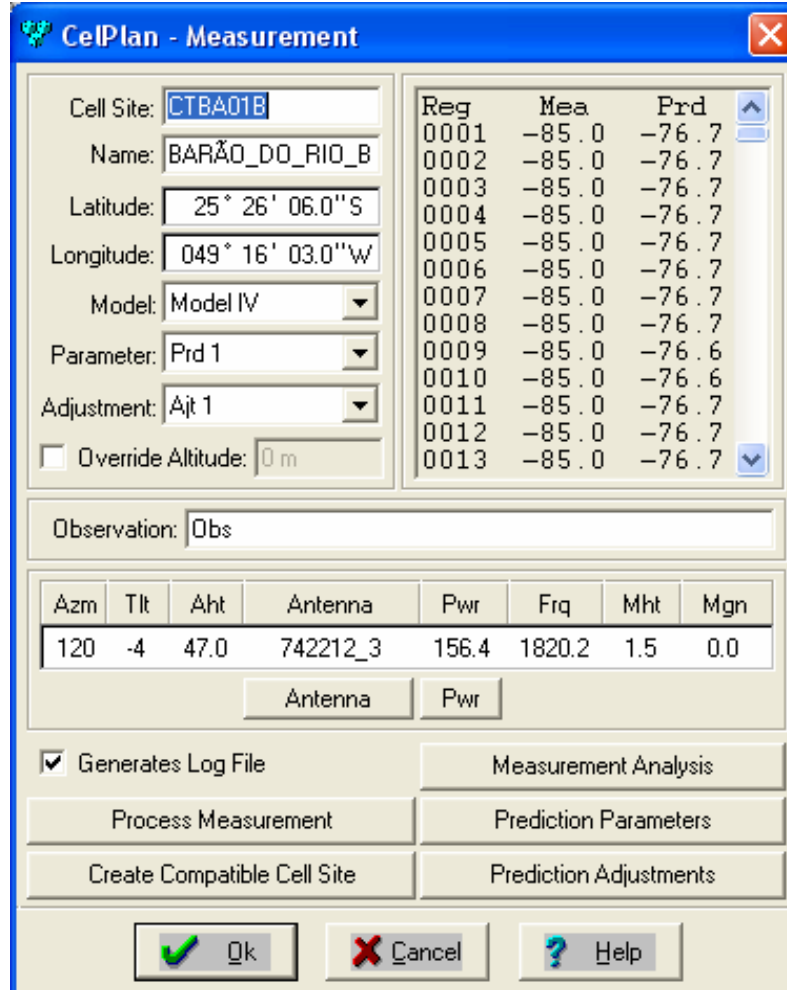 CelPlan - Measurement
Cell Site: CTBA01B
Name: BARÃO_DO_RIO_B
Latitude: 25° 26' 06.0"S
Longitude: 049° 16' 03.0"W
Model: Model IV
Parameter: Prd 1
Adjustment: Ajt 1
Override Altitude: 0 m
Reg Mea Prd
0001 -85.0 -76.7
0002 -85.0 -76.7
0003 -85.0 -76.7
0004 -85.0 -76.7
0005 -85.0 -76.7
0006 -85.0 -76.7
0007 -85.0 -76.7
0008 -85.0 -76.7
0009 -85.0 -76.6
0010 -85.0 -76.6
0011 -85.0 -76.7
0012 -85.0 -76.7
0013 -85.0 -76.7
Observation: Obs
Azm Tlt Aht Antenna Pwr Frq Mht Mgn
120 -4 47.0 742212_3 156.4 1820.2 1.5 0.0
Antenna Pwr
Generates Log File Measurement Analysis
Process Measurement Prediction Parameters
Create Compatible Cell Site Prediction Adjustments
Ok Cancel Help